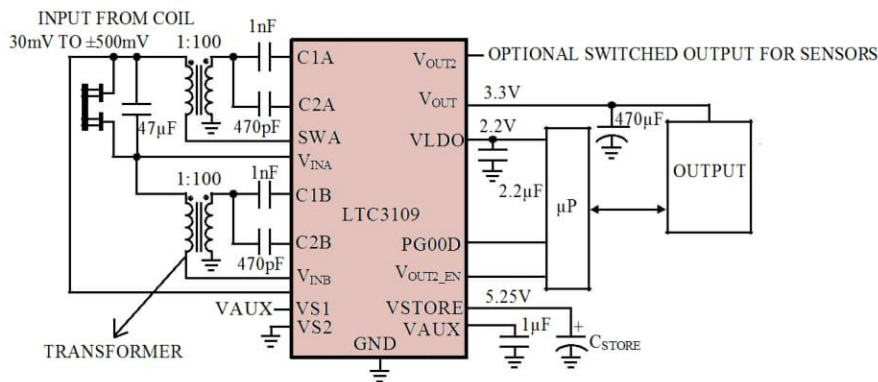 INPUT FROM COIL
30mV TO ±500mV
1:100
1nF
C1A
C2A
470pF
SWA
47µF
VINA
1:100
1nF
C1B
C2B
470pF
VINB
VAUX
VS1
VS2
TRANSFORMER
LTC3109
GND
VOUT2
OPTIONAL SWITCHED OUTPUT FOR SENSORS
VOUT
3.3V
470µF
VLDO
2.2V
2.2µF
µP
OUTPUT
PG00D
VOUT2_EN
VSTORE
5.25V
VAUX
1µF
+
CSTORE